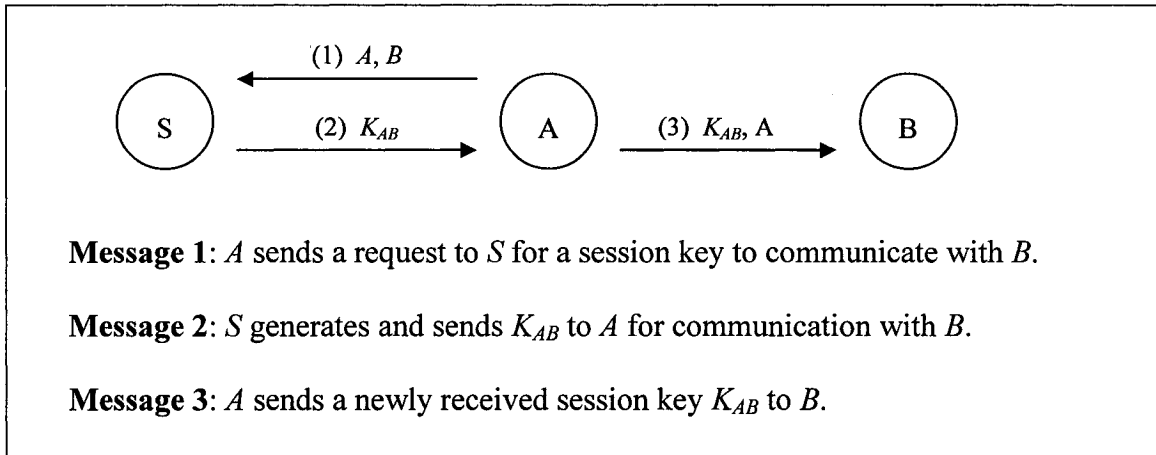 (1) A, B
S
(2) K_AB
A
(3) K_AB, A
B
Message 1: A sends a request to S for a session key to communicate with B.
Message 2: S generates and sends K_AB to A for communication with B.
Message 3: A sends a newly received session key K_AB to B.